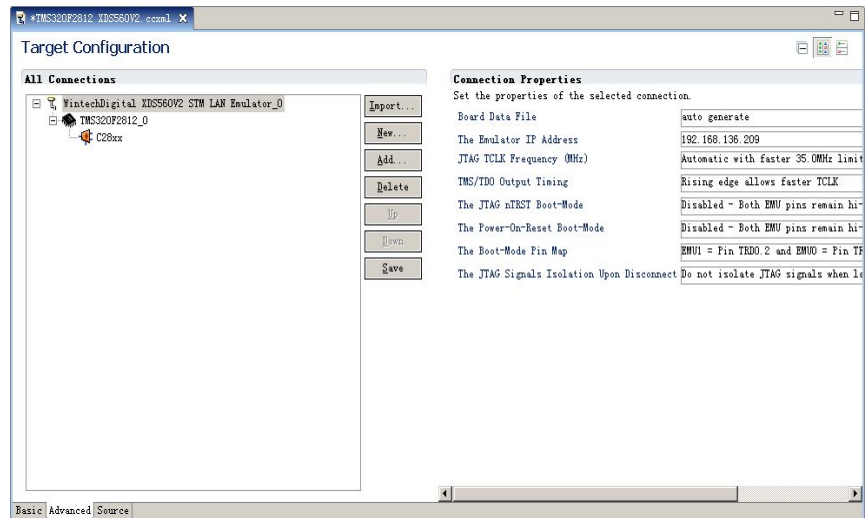 *TMS320F2812 XDS560V2.ccxml
Target Configuration
All Connections
WintechDigital XDS560V2 STM LAN Emulator_0
TMS320F2812_0
C28xx
Import...
New...
Add...
Delete
Up
Down
Save
Connection Properties
Set the properties of the selected connection.
Board Data File auto generate
The Emulator IP Address 192.168.136.209
JTAG TCLK Frequency (MHz) Automatic with faster 35.0MHz limit
TMS/TDO Output Timing Rising edge allows faster TCLK
The JTAG nTRST Boot-Mode Disabled - Both EMU pins remain hi-
The Power-On-Reset Boot-Mode Disabled - Both EMU pins remain hi-
The Boot-Mode Pin Map EMU1 = Pin TRD0.2 and EMU0 = Pin
The JTAG Signals Isolation Upon Disconnect Do not isolate JTAG signals when
Basic Advanced Source